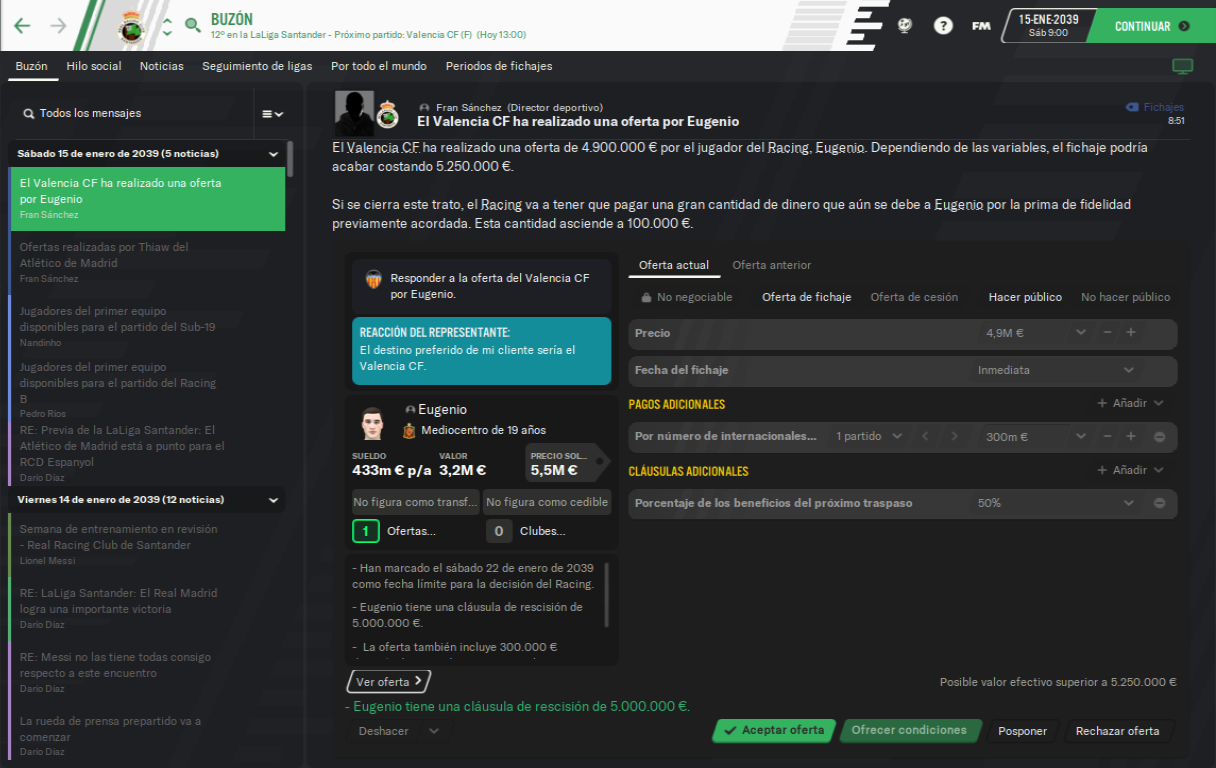 BUZÓN
12º en la LaLiga Santander - Próximo partido: Valencia CF (F) (Hoy 13:00)
?
FM
15-ENE-2039
Sáb 9:00
CONTINUAR
Buzón
Hilo social
Noticias
Seguimiento de ligas
Por todo el mundo
Periodos de fichajes
Todos los mensajes
Sábado 15 de enero de 2039 (5 noticias)
El Valencia CF ha realizado una oferta
por Eugenio
Fran Sánchez
Ofertas realizadas por Thiaw del
Atlético de Madrid
Fran Sánchez
Jugadores del primer equipo
disponibles para el partido del Sub-19
Nandinho
Jugadores del primer equipo
disponibles para el partido del Racing
B
Pedro Ríos
RE: Previa de la LaLiga Santander: El
Atlético de Madrid está a punto para el
RCD Espanyol
Darío Díaz
Viernes 14 de enero de 2039 (12 noticias)
Semana de entrenamiento en revisión
- Real Racing Club de Santander
Lionel Messi
RE: LaLiga Santander: El Real Madrid
logra una importante victoria
Darío Díaz
RE: Messi no las tiene todas consigo
respecto a este encuentro
Darío Díaz
La rueda de prensa prepartido va a
comenzar
Darío Díaz
Fran Sánchez (Director deportivo)
El Valencia CF ha realizado una oferta por Eugenio
Fichajes
8:51
El Valencia CF ha realizado una oferta de 4.900.000 € por el jugador del Racing, Eugenio. Dependiendo de las variables, el fichaje podría
acabar costando 5.250.000 €.
Si se cierra este trato, el Racing va a tener que pagar una gran cantidad de dinero que aún se debe a Eugenio por la prima de fidelidad
previamente acordada. Esta cantidad asciende a 100.000 €.
Responder a la oferta del Valencia CF
por Eugenio.
REACCIÓN DEL REPRESENTANTE:
El destino preferido de mi cliente sería el
Valencia CF.
Eugenio
Mediocentro de 19 años
SUELDO
433m € p/a
VALOR
3,2M €
PRECIO SOL...
5,5M €
No figura como transf...
No figura como cedible
1 Ofertas...
0 Clubes...
- Han marcado el sábado 22 de enero de 2039
como fecha límite para la decisión del Racing.
- Eugenio tiene una cláusula de rescisión de
5.000.000 €.
- La oferta también incluye 300.000 €
Ver oferta
- Eugenio tiene una cláusula de rescisión de 5.000.000 €.
Deshacer
Oferta actual
Oferta anterior
No negociable
Oferta de fichaje
Oferta de cesión
Hacer público
No hacer público
Precio
4,9M €
Fecha del fichaje
Inmediata
PAGOS ADICIONALES
Añadir
Por número de internacionales...
1 partido
300m €
CLÁUSULAS ADICIONALES
Añadir
Porcentaje de los beneficios del próximo traspaso
50%
Posible valor efectivo superior a 5.250.000 €
Aceptar oferta
Ofrecer condiciones
Posponer
Rechazar oferta